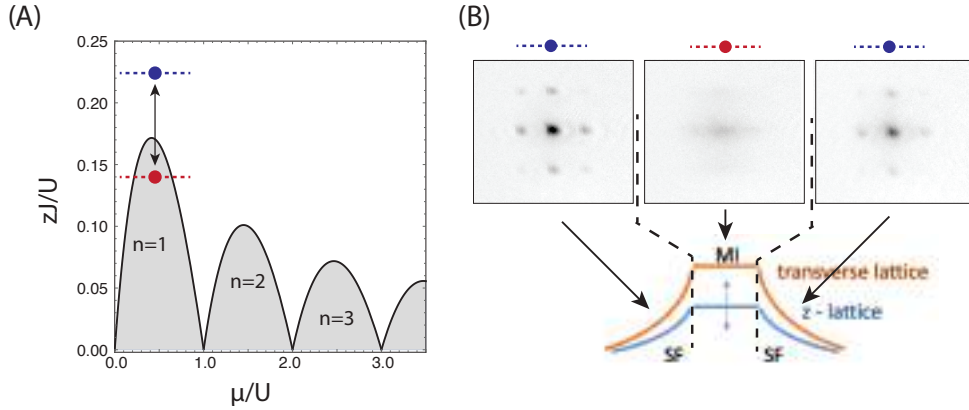 (A)
0.25
0.20
0.15
0.10
0.05
0.00
zJ/U
n=1
n=2
n=3
0.0 1.0 2.0 3.0
μ/U
(B)
MI
transverse lattice
z - lattice
SF SF